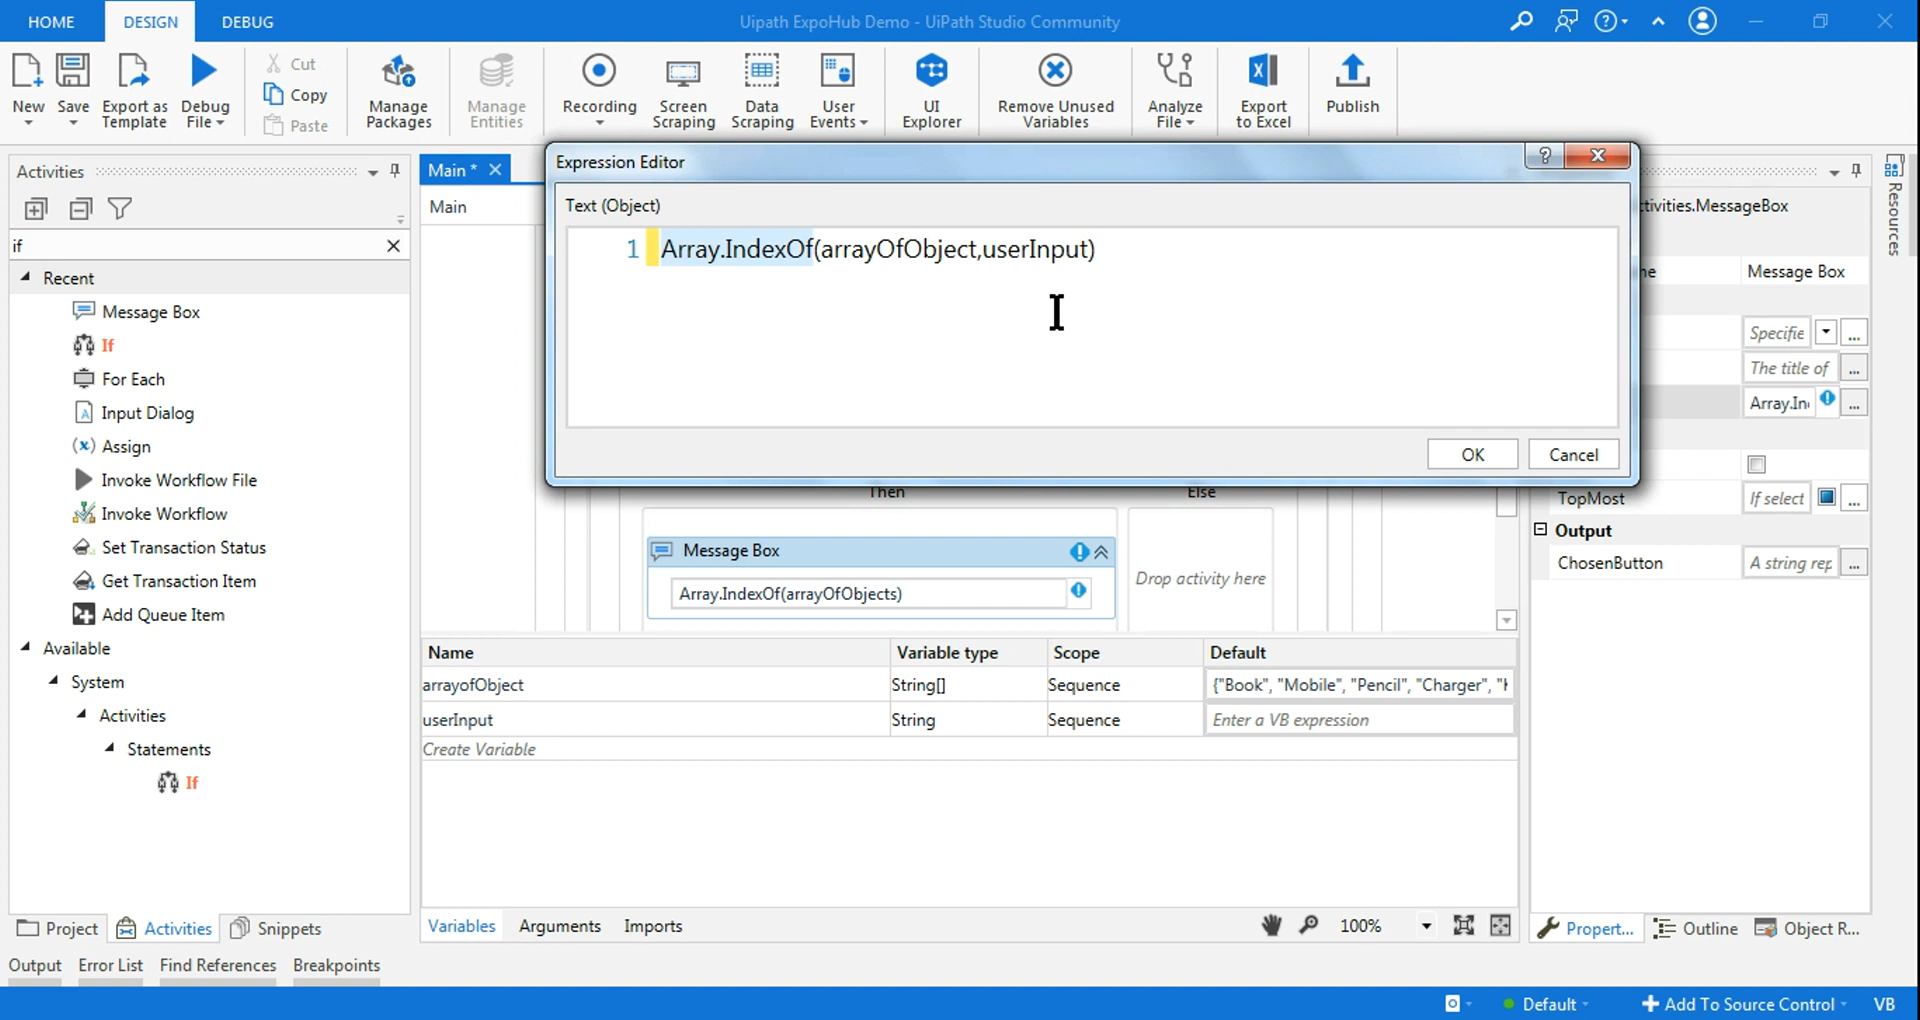 HOME DESIGN DEBUG Uipath ExpoHub Demo - UiPath Studio Community
New Save Export as Template Debug File Cut Copy Paste Manage Packages Manage Entities Recording Screen Scraping Data Scraping User Events UI Explorer Remove Unused Variables Analyze File Export to Excel Publish
Activities
if
Recent
Message Box
If
For Each
Input Dialog
Assign
Invoke Workflow File
Invoke Workflow
Set Transaction Status
Get Transaction Item
Add Queue Item
Available
System
Activities
Statements
If
Project Activities Snippets
Output Error List Find References Breakpoints
Main *
Main
Expression Editor
Text (Object)
1 Array.IndexOf(arrayOfObject,userInput)
OK Cancel
Then Else
Message Box
Array.IndexOf(arrayOfObjects)
Drop activity here
Name Variable type Scope Default
arrayofObject String[] Sequence {"Book", "Mobile", "Pencil", "Charger",
userInput String Sequence Enter a VB expression
Create Variable
Variables Arguments Imports 100%
ctivities.MessageBox
Message Box
Specifie ...
The title of ...
Array.In ...
TopMost If select ...
Output
ChosenButton A string rep ...
Resources
Propert... Outline Object R...
Default Add To Source Control VB